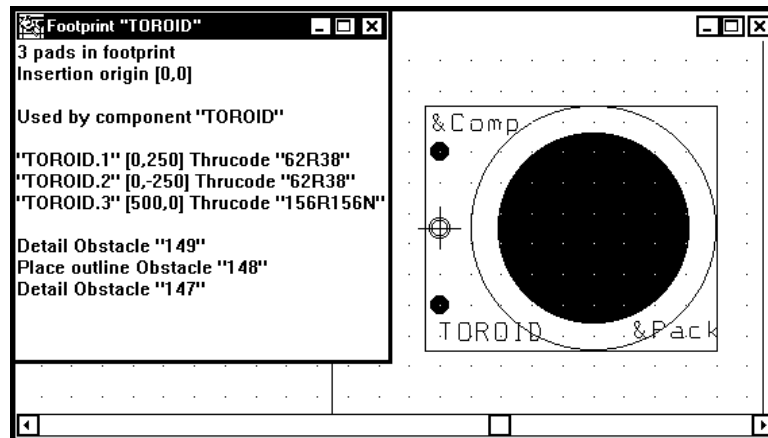 Footprint "TOROID"
3 pads in footprint
Insertion origin [0,0]
Used by component "TOROID"
"TOROID.1" [0,250] Thrucode "62R38"
"TOROID.2" [0,-250] Thrucode "62R38"
"TOROID.3" [500,0] Thrucode "156R156N"
Detail Obstacle "149"
Place outline Obstacle "148"
Detail Obstacle "147"
&Comp
TOROID &Pack